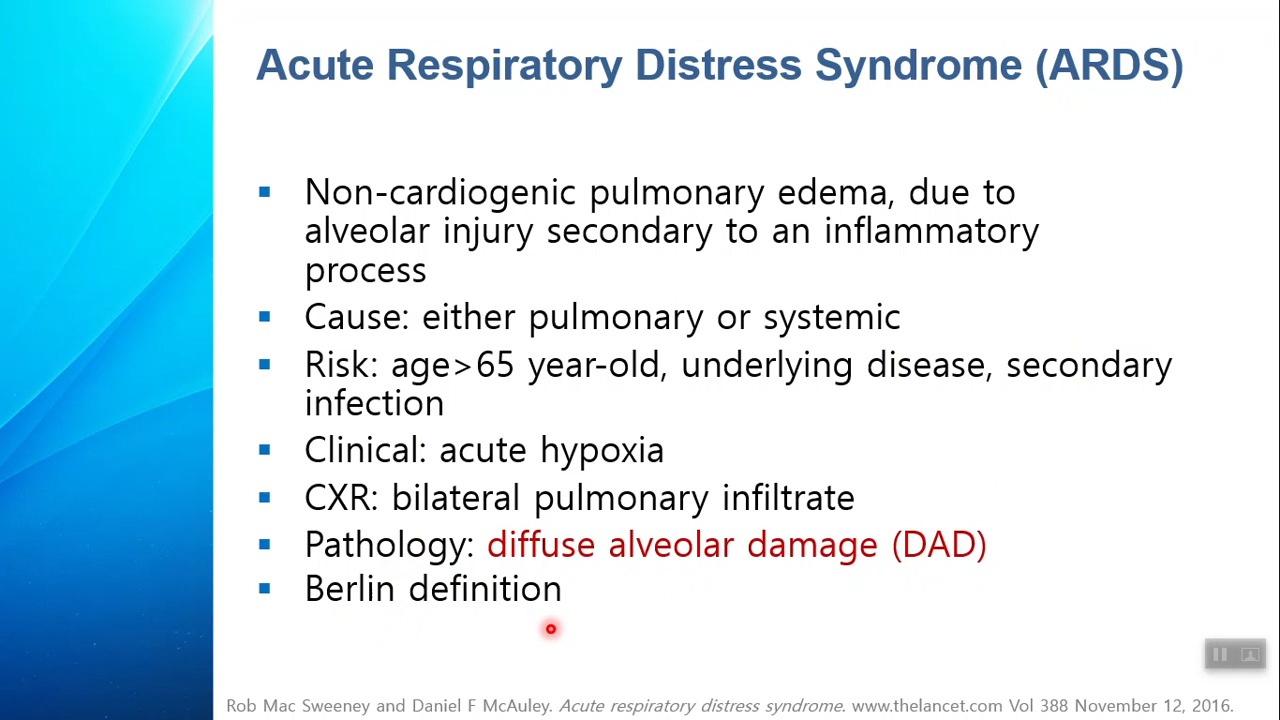 Acute Respiratory Distress Syndrome (ARDS)
Non-cardiogenic pulmonary edema, due to
alveolar injury secondary to an inflammatory
process
Cause: either pulmonary or systemic
Risk: age>65 year-old, underlying disease, secondary
infection
Clinical: acute hypoxia
CXR: bilateral pulmonary infiltrate
Pathology: diffuse alveolar damage (DAD)
Berlin definition
Rob Mac Sweeney and Daniel F McAuley. Acute respiratory distress syndrome. www.thelancet.com Vol 388 November 12, 2016.